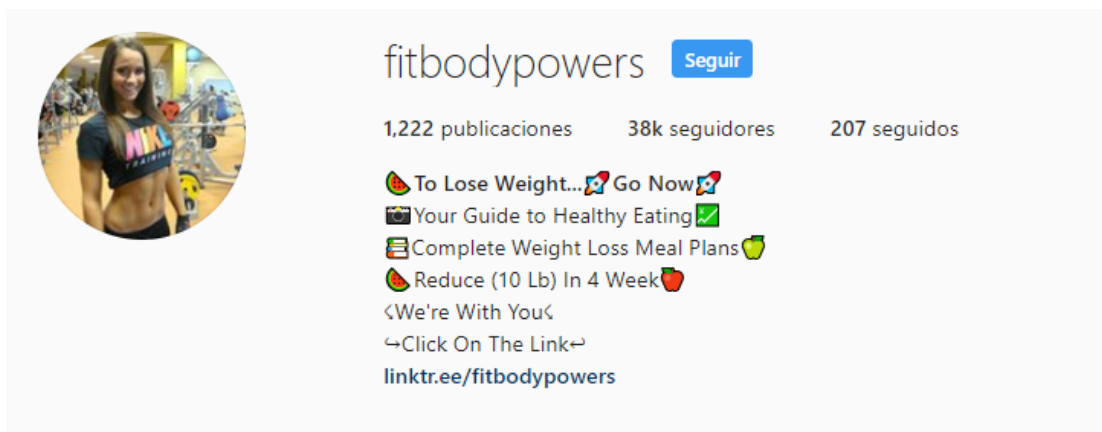 fitbodypowers Seguir
1,222 publicaciones 38k seguidores 207 seguidos
🍉To Lose Weight...🚀Go Now🚀
📷Your Guide to Healthy Eating💹
📚Complete Weight Loss Meal Plans🍏
🍉Reduce (10 Lb) In 4 Week🍎
☇We're With You☇
↪Click On The Link↩
linktr.ee/fitbodypowers
NIKE
TRAINING